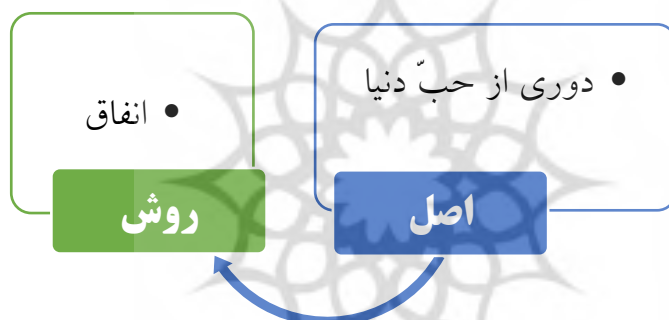 • دوری از حبّ دنیا
اصل
• انفاق
روش